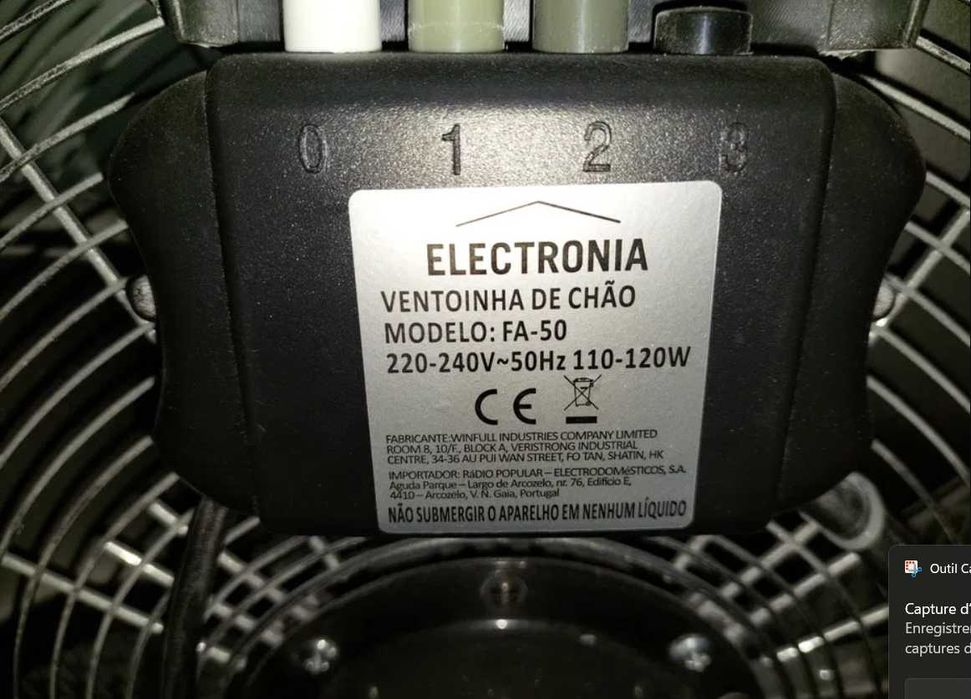 0 1 2 3
ELECTRONIA
VENTOINHA DE CHÃO
MODELO: FA-50
220-240V~50Hz 110-120W
CE
FABRICANTE:WINFULL INDUSTRIES COMPANY LIMITED
ROOM 8, 10/F., BLOCK A, VERISTRONG INDUSTRIAL
CENTRE, 34-36 AU PUI WAN STREET, FO TAN, SHATIN, HK
IMPORTADOR: RáDIO POPULAR – ELECTRODOMéSTICOS, S.A.
Aguda Parque – Largo de Arcozelo, nr. 76, Edifício E,
4410 – Arcozelo, V. N. Gaia, Portugal
NÃO SUBMERGIR O APARELHO EM NENHUM LÍQUIDO
Outil
Capture
captures